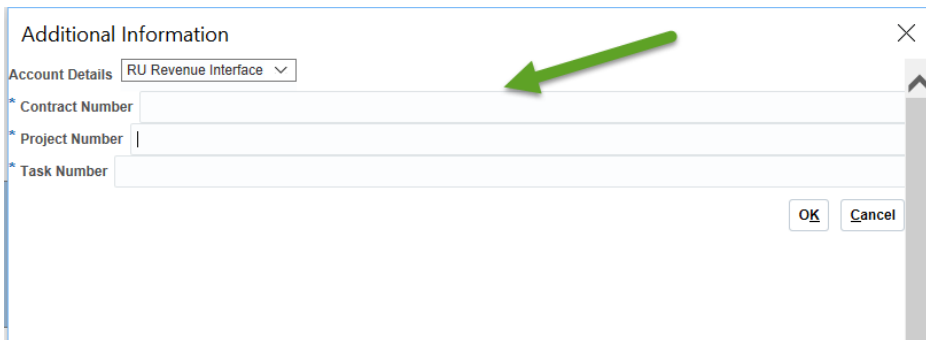 Additional Information
Account Details RU Revenue Interface
* Contract Number
* Project Number
* Task Number
OK Cancel